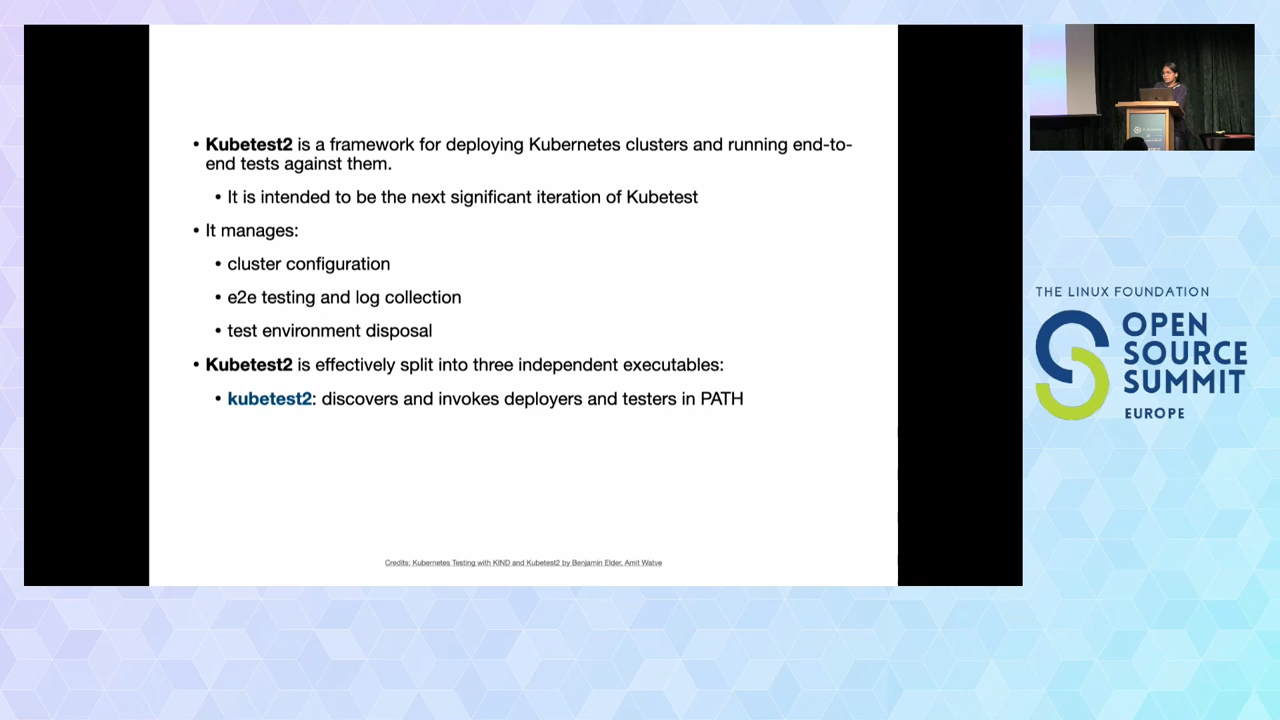 • Kubetest2 is a framework for deploying Kubernetes clusters and running end-to-
end tests against them.
• It is intended to be the next significant iteration of Kubetest
• It manages:
• cluster configuration
• e2e testing and log collection
• test environment disposal
• Kubetest2 is effectively split into three independent executables:
• kubetest2: discovers and invokes deployers and testers in PATH
Credits: Kubernetes Testing with KIND and Kubetest2 by Benjamin Elder, Amit Watve
THE LINUX FOUNDATION
OPEN
SOURCE
SUMMIT
EUROPE